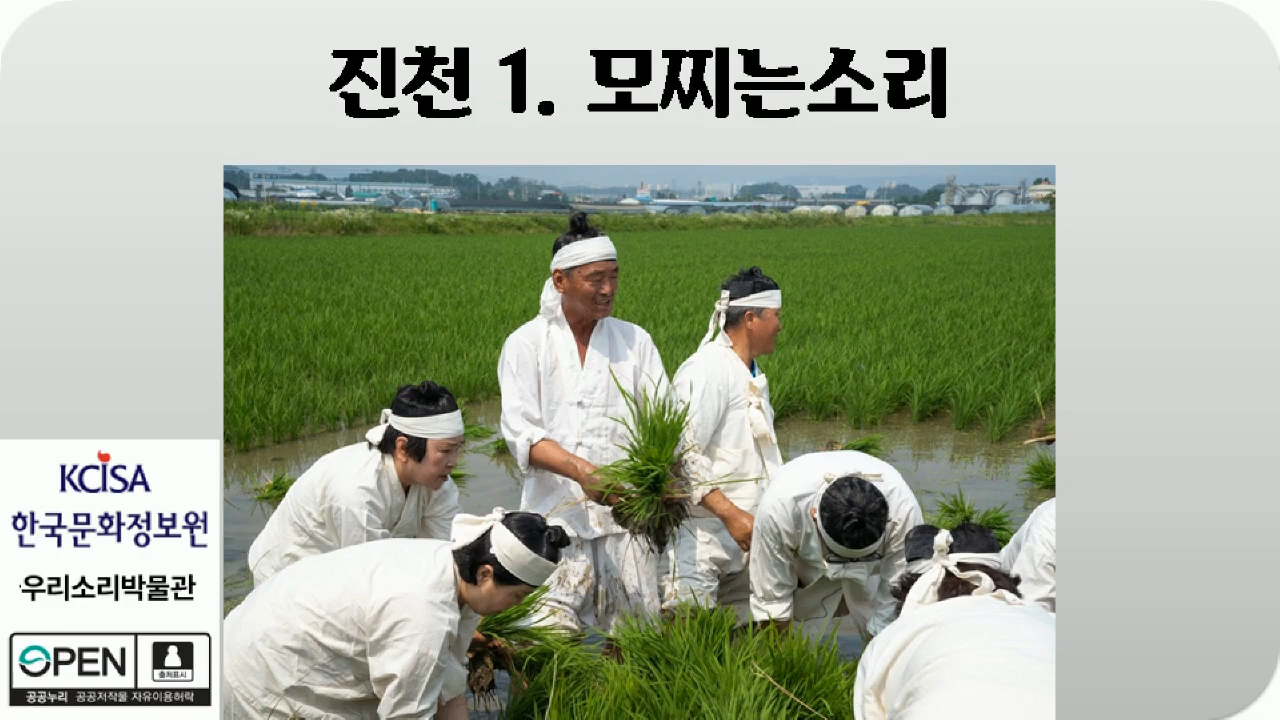 진천 1. 모찌는소리
KCISA
한국문화정보원
·우리소리박물관
OPEN
출처표시
공공누리 공공저작물 자유이용허락